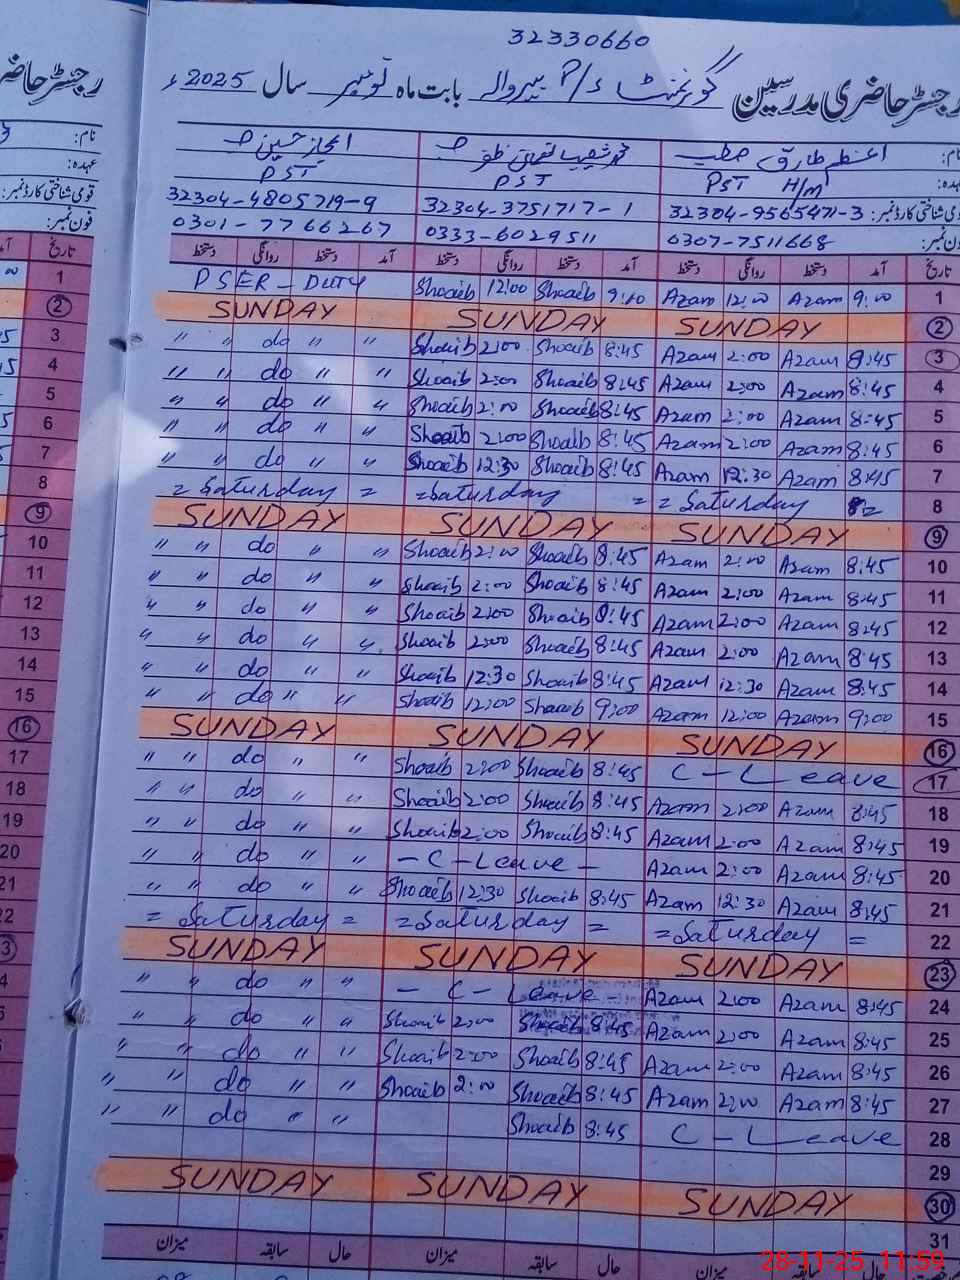 32330660
رجسٹر حاضری مدرسین گورنمنٹ P/S بیروالہ بابت ماہ نومبر سال 2025ء
نام: اعظم طارق محمد شعیب اعجاز حسین
عہدہ: PST H/M PST PST
قومی شناختی کارڈ نمبر: 32304-9565471-3 32304-3751717-1 32304-4805719-9
فون نمبر: 0307-7511668 0333-6029511 0301-7766267
تاریخ آمد دستخط روانگی دستخط آمد دستخط روانگی دستخط آمد دستخط روانگی دستخط
PSER - DUTY Shoaib 12:00 Shoaib 9:00 Azam 12:00 Azam 9:00 1
SUNDAY SUNDAY SUNDAY 2
" " do " " Shoaib 2:00 Shoaib 8:45 Azam 2:00 Azam 8:45 3
" " do " " Shoaib 2:00 Shoaib 8:45 Azam 2:00 Azam 8:45 4
" " do " " Shoaib 2:00 Shoaib 8:45 Azam 2:00 Azam 8:45 5
" " do " " Shoaib 2:00 Shoaib 8:45 Azam 2:00 Azam 8:45 6
" " do " " Shoaib 12:30 Shoaib 8:45 Azam 12:30 Azam 8:45 7
= Saturday = = Saturday = = Saturday = 8
SUNDAY SUNDAY SUNDAY 9
" " do " " Shoaib 2:00 Shoaib 8:45 Azam 2:00 Azam 8:45 10
" " do " " Shoaib 2:00 Shoaib 8:45 Azam 2:00 Azam 8:45 11
" " do " " Shoaib 2:00 Shoaib 8:45 Azam 2:00 Azam 8:45 12
" " do " " Shoaib 2:00 Shoaib 8:45 Azam 2:00 Azam 8:45 13
" " do " " Shoaib 12:30 Shoaib 8:45 Azam 12:30 Azam 8:45 14
" " do " " Shoaib 12:00 Shoaib 9:00 Azam 12:00 Azam 9:00 15
SUNDAY SUNDAY SUNDAY 16
" " do " " Shoaib 2:00 Shoaib 8:45 C - Leave 17
" " do " " Shoaib 2:00 Shoaib 8:45 Azam 2:00 Azam 8:45 18
" " do " " Shoaib 2:00 Shoaib 8:45 Azam 2:00 Azam 8:45 19
" " do " " - C - Leave - Azam 2:00 Azam 8:45 20
" " do " " Shoaib 12:30 Shoaib 8:45 Azam 12:30 Azam 8:45 21
= Saturday = = Saturday = = Saturday = 22
SUNDAY SUNDAY SUNDAY 23
" " do " " - C - Leave - Azam 2:00 Azam 8:45 24
" " do " " Shoaib 2:00 Shoaib 8:45 Azam 2:00 Azam 8:45 25
" " do " " Shoaib 2:00 Shoaib 8:45 Azam 2:00 Azam 8:45 26
" " do " " Shoaib 2:00 Shoaib 8:45 Azam 2:00 Azam 8:45 27
" " do " " Shoaib 8:45 C - Leave 28
29
SUNDAY SUNDAY SUNDAY 30
31
حال سابقہ میزان حال سابقہ میزان حال سابقہ میزان
28-11-25 11:59